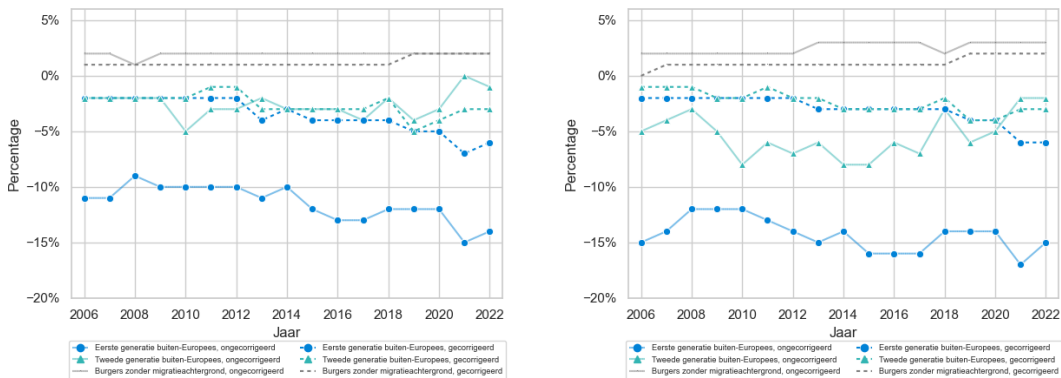 5%
0%
−5%
−10%
−15%
−20%
Percentage
2006 2008 2010 2012 2014 2016 2018 2020 2022
Jaar
Eerste generatie buiten-Europees, ongecorrigeerd Eerste generatie buiten-Europees, gecorrigeerd
Tweede generatie buiten-Europees, ongecorrigeerd Tweede generatie buiten-Europees, gecorrigeerd
Burgers zonder migratieachtergrond, ongecorrigeerd Burgers zonder migratieachtergrond, gecorrigeerd
5%
0%
−5%
−10%
−15%
−20%
Percentage
2006 2008 2010 2012 2014 2016 2018 2020 2022
Jaar
Eerste generatie buiten-Europees, ongecorrigeerd Eerste generatie buiten-Europees, gecorrigeerd
Tweede generatie buiten-Europees, ongecorrigeerd Tweede generatie buiten-Europees, gecorrigeerd
Burgers zonder migratieachtergrond, ongecorrigeerd Burgers zonder migratieachtergrond, gecorrigeerd